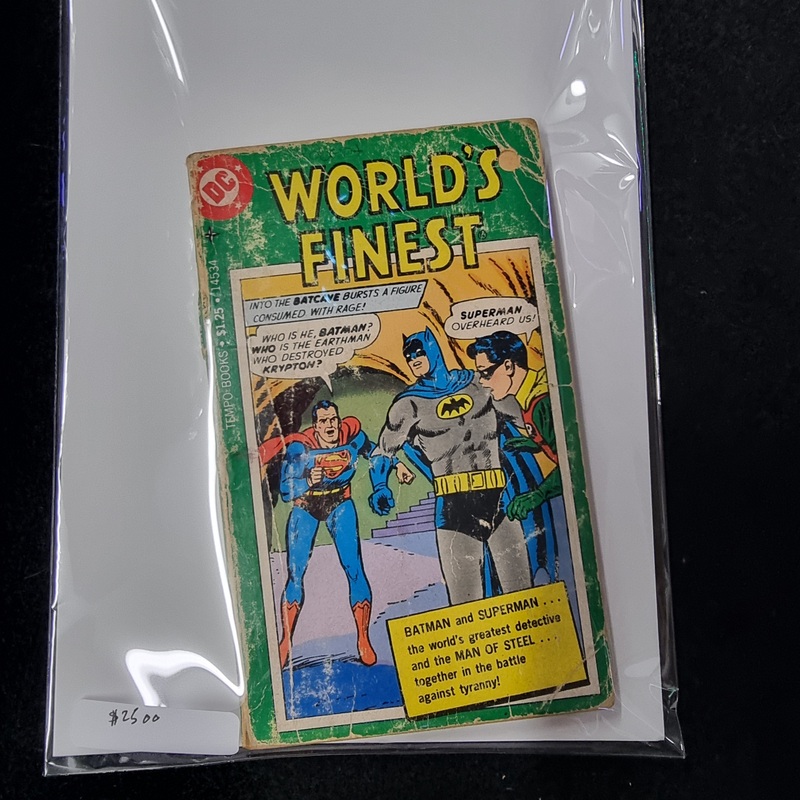 DC
WORLD'S
FINEST
TEMPO BOOKS • $1.25 • 14534
INTO THE BATCAVE BURSTS A FIGURE
CONSUMED WITH RAGE!
WHO IS HE, BATMAN?
WHO IS THE EARTHMAN
WHO DESTROYED
KRYPTON?
SUPERMAN
OVERHEARD US!
BATMAN and SUPERMAN . . .
the world's greatest detective
and the MAN OF STEEL . . .
together in the battle
against tyranny!
$25 00